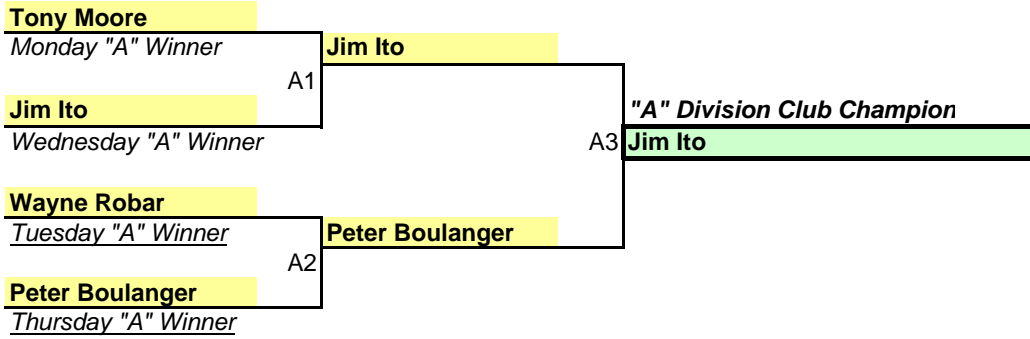 Tony Moore
Monday "A" Winner
Jim Ito
A1
Jim Ito
"A" Division Club Champion
Wednesday "A" Winner
A3 Jim Ito
Wayne Robar
Tuesday "A" Winner
Peter Boulanger
A2
Peter Boulanger
Thursday "A" Winner